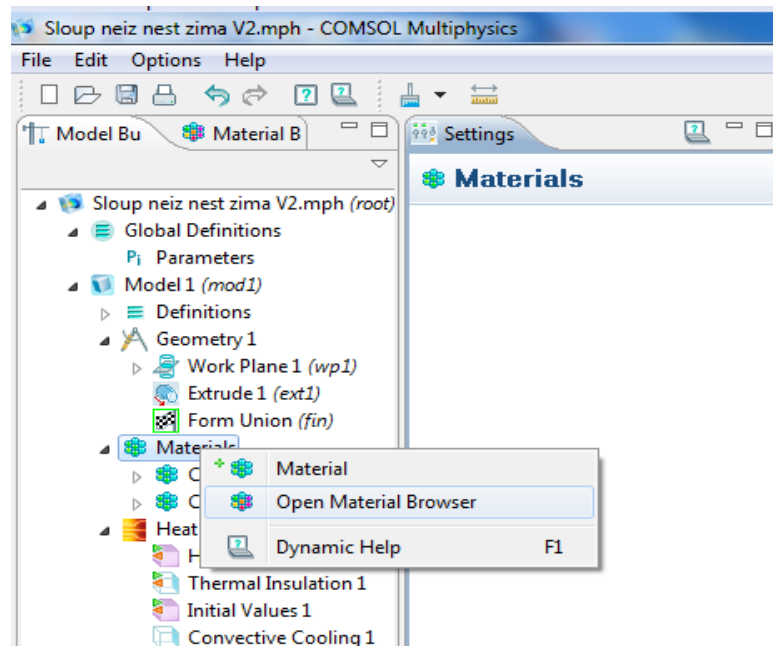 Sloup neiz nest zima V2.mph - COMSOL Multiphysics
File Edit Options Help
Model Bu Material B Settings
Materials
Sloup neiz nest zima V2.mph (root)
Global Definitions
Pi Parameters
Model 1 (mod1)
Definitions
Geometry 1
Work Plane 1 (wp1)
Extrude 1 (ext1)
Form Union (fin)
Materials
C
C
Heat
H
Material
Open Material Browser
Dynamic Help F1
Thermal Insulation 1
Initial Values 1
Convective Cooling 1